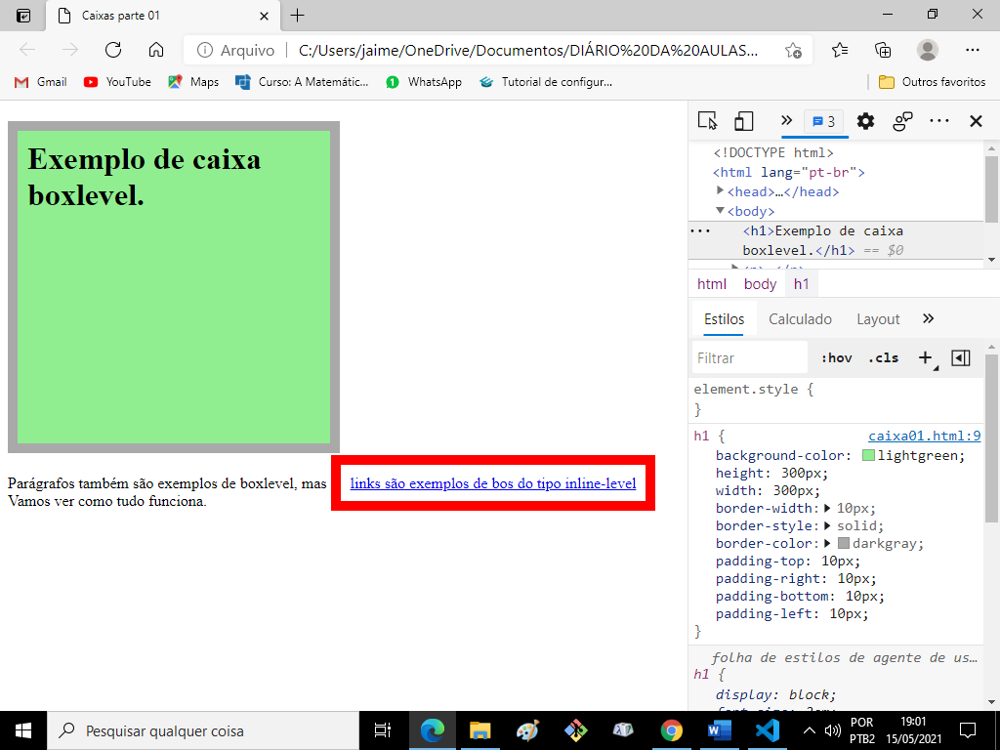 Caixas parte 01
Arquivo
C:/Users/jaime/OneDrive/Documentos/DIÁRIO%20DA%20AULAS...
Gmail
YouTube
Maps
Curso: A Matemátic...
WhatsApp
Tutorial de configur...
Outros favoritos
Exemplo de caixa
boxlevel.
Parágrafos também são exemplos de boxlevel, mas links são exemplos de bos do tipo inline-level
Vamos ver como tudo funciona.
3
<!DOCTYPE html>
<html lang="pt-br">
<head>…</head>
<body>
<h1>Exemplo de caixa
boxlevel.</h1> == $0
html body h1
Estilos Calculado Layout
Filtrar :hov .cls
element.style {
}
h1 { caixa01.html:9
background-color: lightgreen;
height: 300px;
width: 300px;
border-width: 10px;
border-style: solid;
border-color: darkgray;
padding-top: 10px;
padding-right: 10px;
padding-bottom: 10px;
padding-left: 10px;
}
folha de estilos de agente de us…
h1 {
display: block;
Pesquisar qualquer coisa
POR
PTB2
19:01
15/05/2021